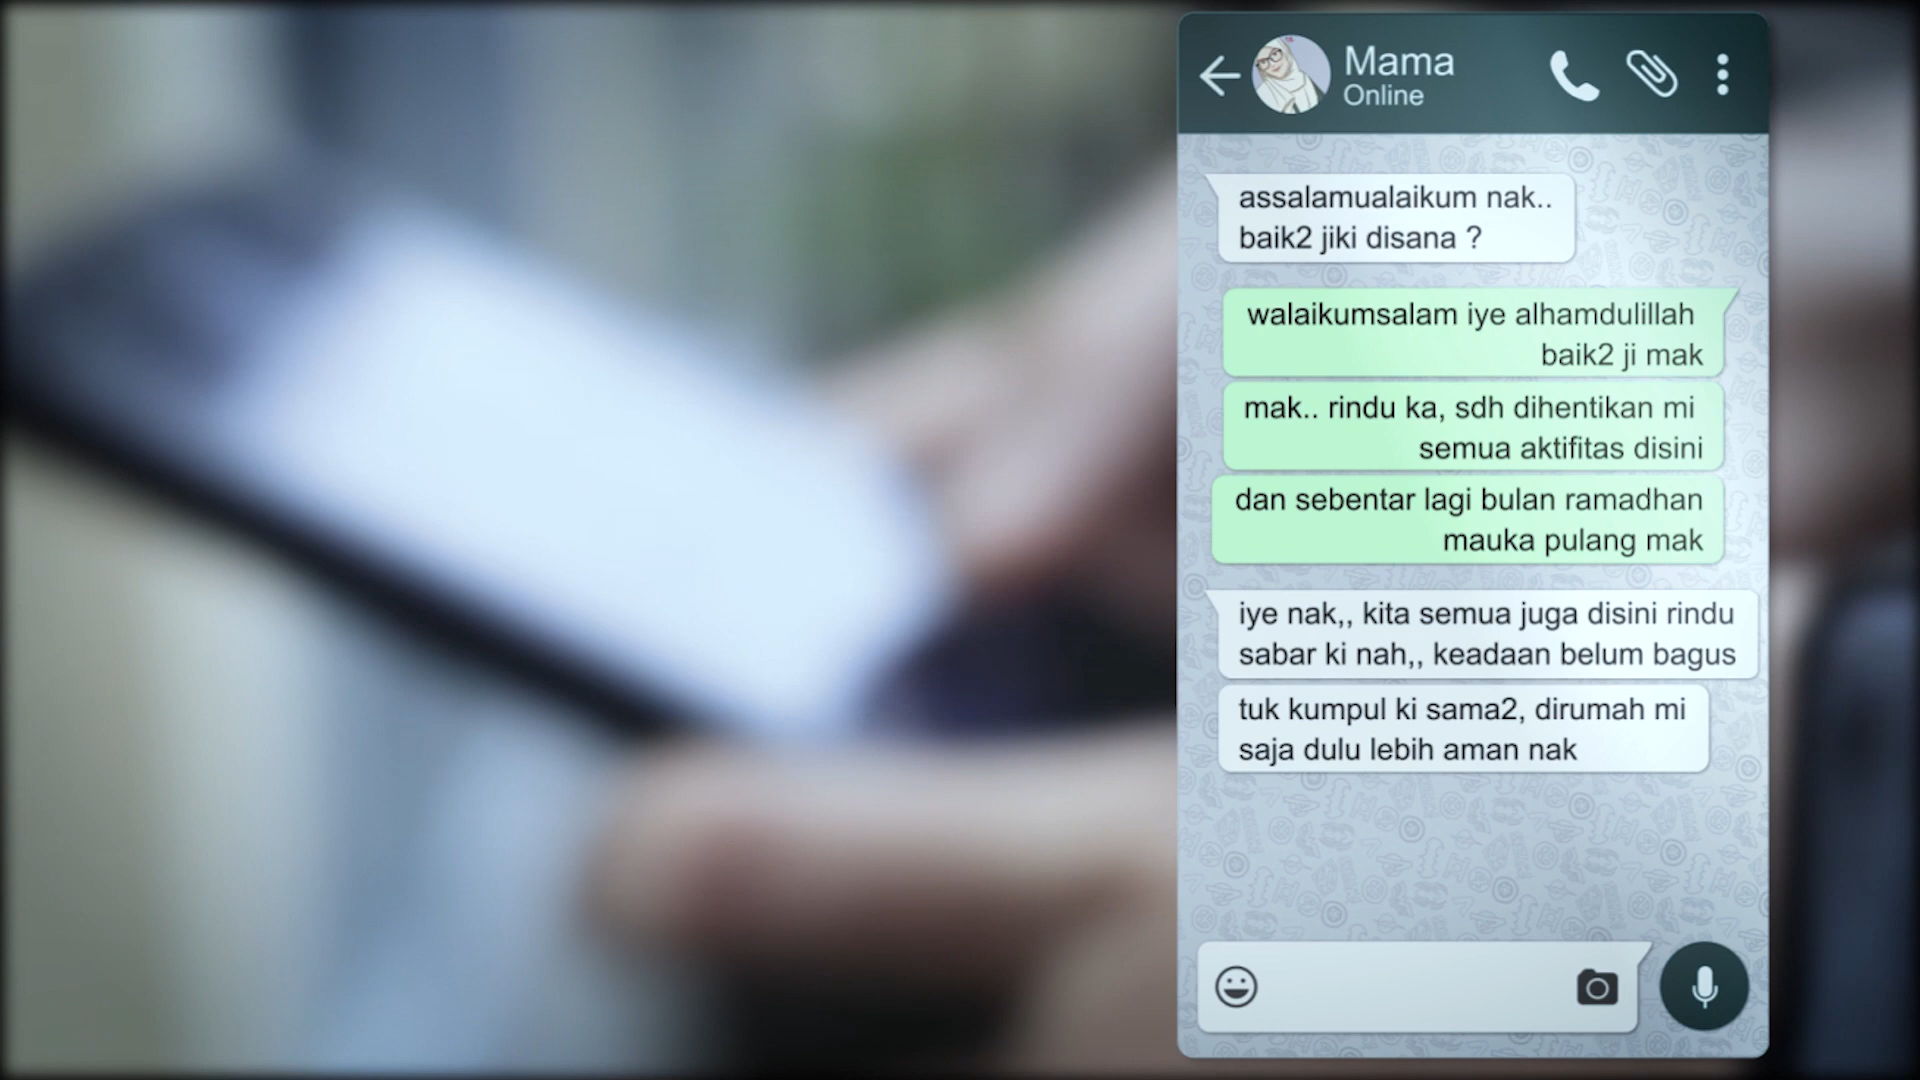 Mama
Online
assalamualaikum nak..
baik2 jiki disana ?
walaikumsalam iye alhamdulillah
baik2 ji mak
mak.. rindu ka, sdh dihentikan mi
semua aktifitas disini
dan sebentar lagi bulan ramadhan
mauka pulang mak
iye nak,, kita semua juga disini rindu
sabar ki nah,, keadaan belum bagus
tuk kumpul ki sama2, dirumah mi
saja dulu lebih aman nak